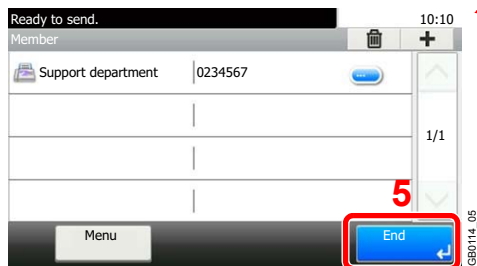 Ready to send. 10:10
Member
Support department 0234567
1/1
5
Menu End
GB0114_05